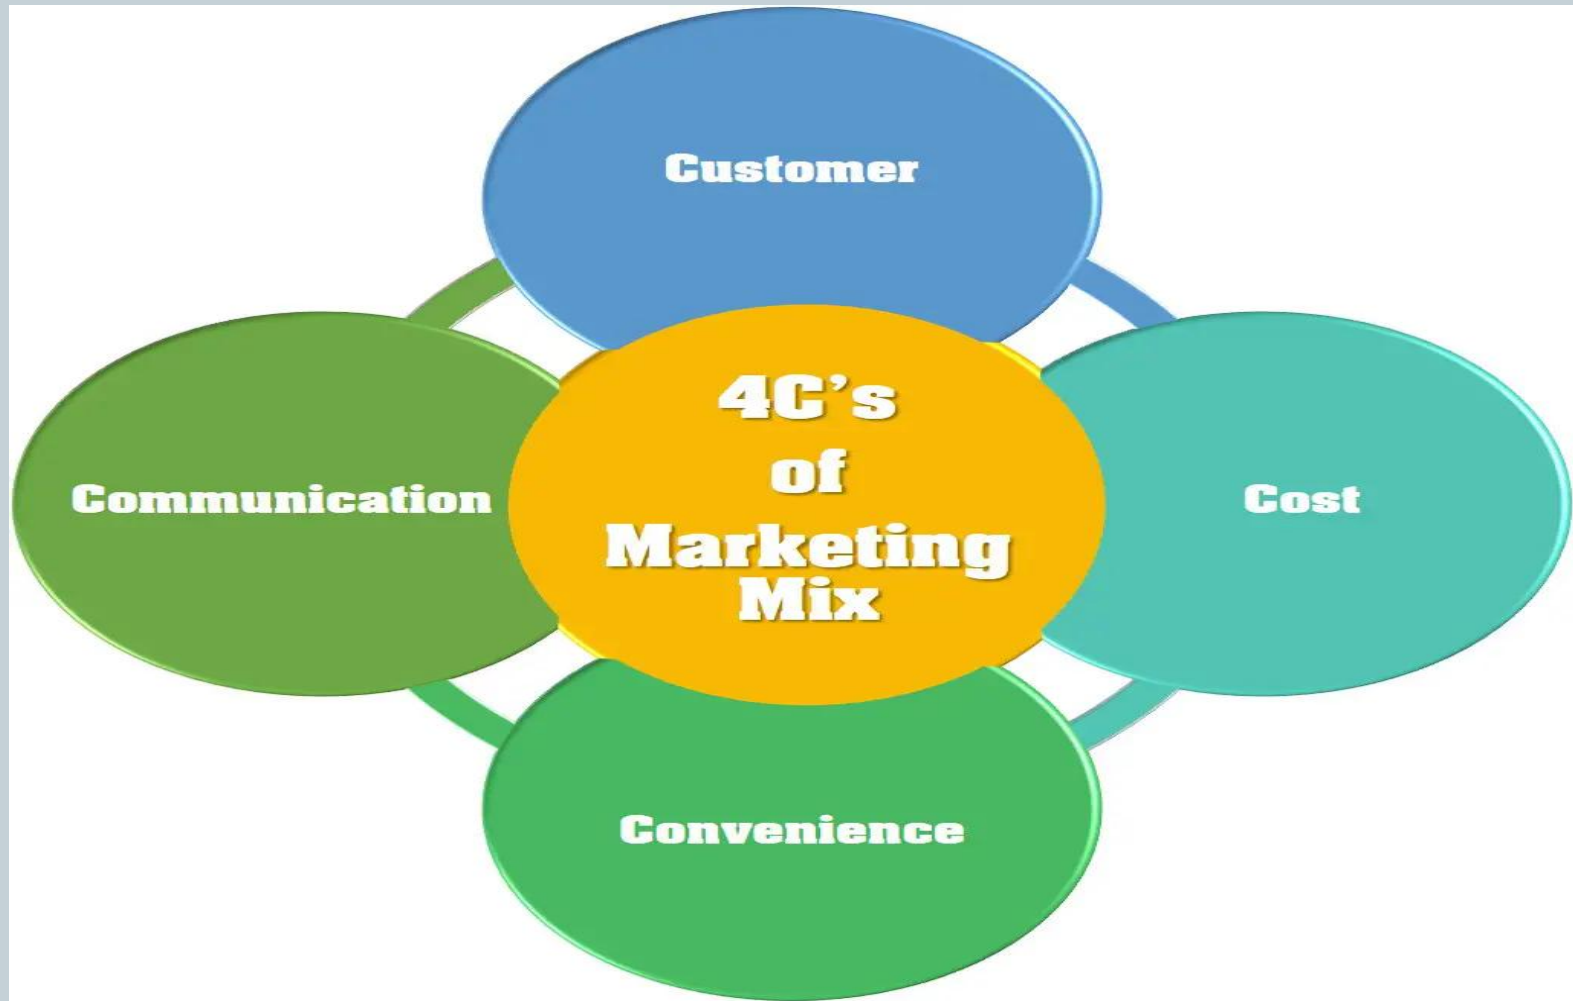 Customer
4C’s
of
Marketing
Mix
Communication
Cost
Convenience